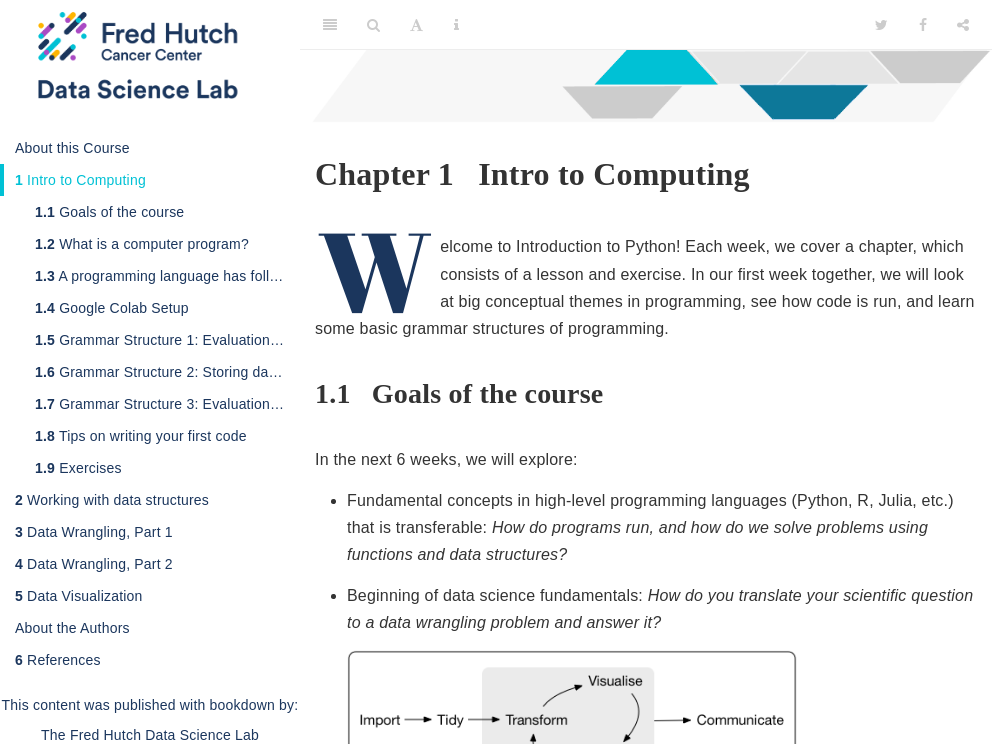 Fred Hutch
Cancer Center
Data Science Lab
About this Course
1 Intro to Computing
1.1 Goals of the course
1.2 What is a computer program?
1.3 A programming language has foll…
1.4 Google Colab Setup
1.5 Grammar Structure 1: Evaluation…
1.6 Grammar Structure 2: Storing da…
1.7 Grammar Structure 3: Evaluation…
1.8 Tips on writing your first code
1.9 Exercises
2 Working with data structures
3 Data Wrangling, Part 1
4 Data Wrangling, Part 2
5 Data Visualization
About the Authors
6 References
This content was published with bookdown by:
The Fred Hutch Data Science Lab
Chapter 1 Intro to Computing
Welcome to Introduction to Python! Each week, we cover a chapter, which
consists of a lesson and exercise. In our first week together, we will look
at big conceptual themes in programming, see how code is run, and learn
some basic grammar structures of programming.
1.1 Goals of the course
In the next 6 weeks, we will explore:
• Fundamental concepts in high-level programming languages (Python, R, Julia, etc.)
that is transferable: How do programs run, and how do we solve problems using
functions and data structures?
• Beginning of data science fundamentals: How do you translate your scientific question
to a data wrangling problem and answer it?
Visualise
Import Tidy Transform Communicate